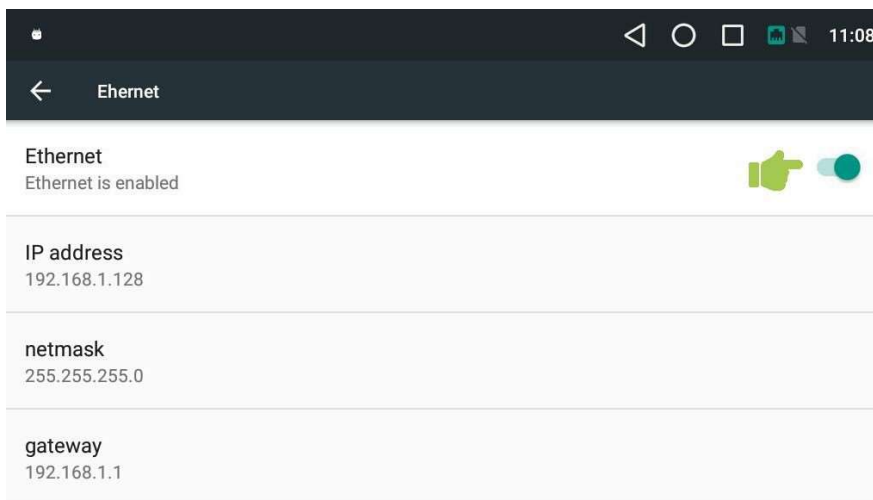 11:08
Ehernet
Ethernet
Ethernet is enabled
IP address
192.168.1.128
netmask
255.255.255.0
gateway
192.168.1.1